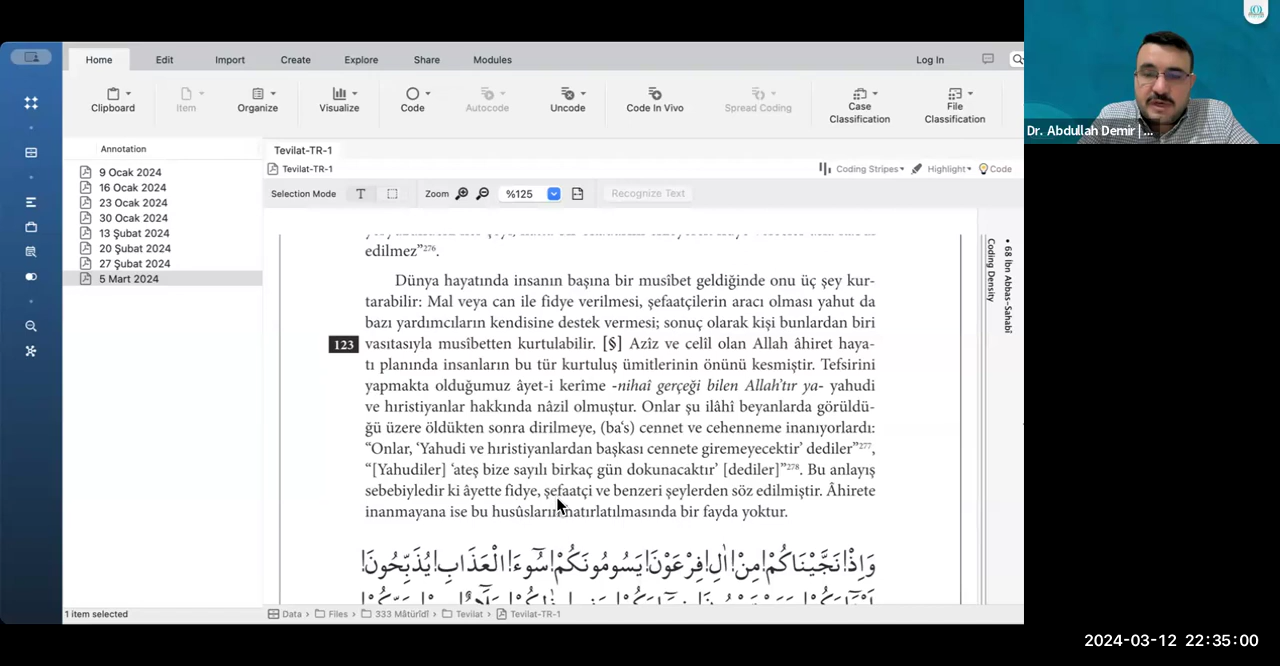 Home
Edit
Import
Create
Explore
Share
Modules
Log In
Clipboard
Item
Organize
Visualize
Code
Autocode
Uncode
Code In Vivo
Spread Coding
Case Classification
File Classification
Dr. Abdullah Demir | ...
Annotation
9 Ocak 2024
16 Ocak 2024
23 Ocak 2024
30 Ocak 2024
13 Şubat 2024
20 Şubat 2024
27 Şubat 2024
5 Mart 2024
Tevilat-TR-1
Tevilat-TR-1
Coding Stripes
Highlight
Code
Selection Mode
T
Zoom
%125
Recognize Text
edilmez”276.
Dünya hayatında insanın başına bir musîbet geldiğinde onu üç şey kur-
tarabilir: Mal veya can ile fidye verilmesi, şefaatçilerin aracı olması yahut da
bazı yardımcıların kendisine destek vermesi; sonuç olarak kişi bunlardan biri
123 vasıtasıyla musîbetten kurtulabilir. [§] Azîz ve celîl olan Allah âhiret haya-
tı planında insanların bu tür kurtuluş ümitlerinin önünü kesmiştir. Tefsirini
yapmakta olduğumuz âyet-i kerîme -nihaî gerçeği bilen Allah’tır ya- yahudi
ve hıristiyanlar hakkında nâzil olmuştur. Onlar şu ilâhî beyanlarda görüldü-
ğü üzere öldükten sonra dirilmeye, (ba‘s) cennet ve cehenneme inanıyorlardı:
“Onlar, ‘Yahudi ve hıristiyanlardan başkası cennete giremeyecektir’ dediler”277,
“[Yahudiler] ‘ateş bize sayılı birkaç gün dokunacaktır’ [dediler]”278. Bu anlayış
sebebiyledir ki âyette fidye, şefaatçi ve benzeri şeylerden söz edilmiştir. Âhirete
inanmayana ise bu husûsların hatırlatılmasında bir fayda yoktur.
وَاِذْ نَجَّيْنَاكُمْ مِنْ اٰلِ فِرْعَوْنَ يَسُومُونَكُمْ سُٓوءَ الْعَذَابِ يُذَبِّحُونَ
• 68 İbn Abbas-Sahabî
Coding Density
1 item selected
Data
Files
333 Mâtürîdî
Tevilat
Tevilat-TR-1
2024-03-12 22:35:00